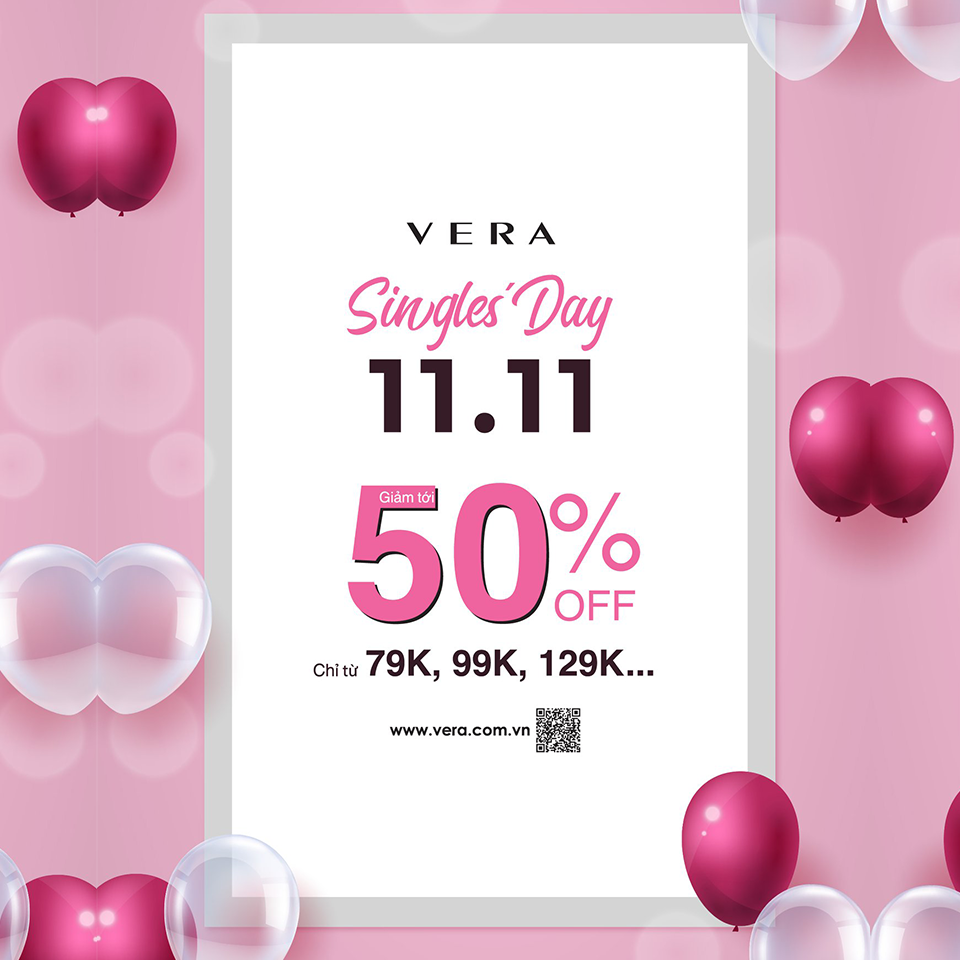 VERA
Singles' Day
11.11
Giảm tới
50%
OFF
Chỉ từ 79K, 99K, 129K...
www.vera.com.vn